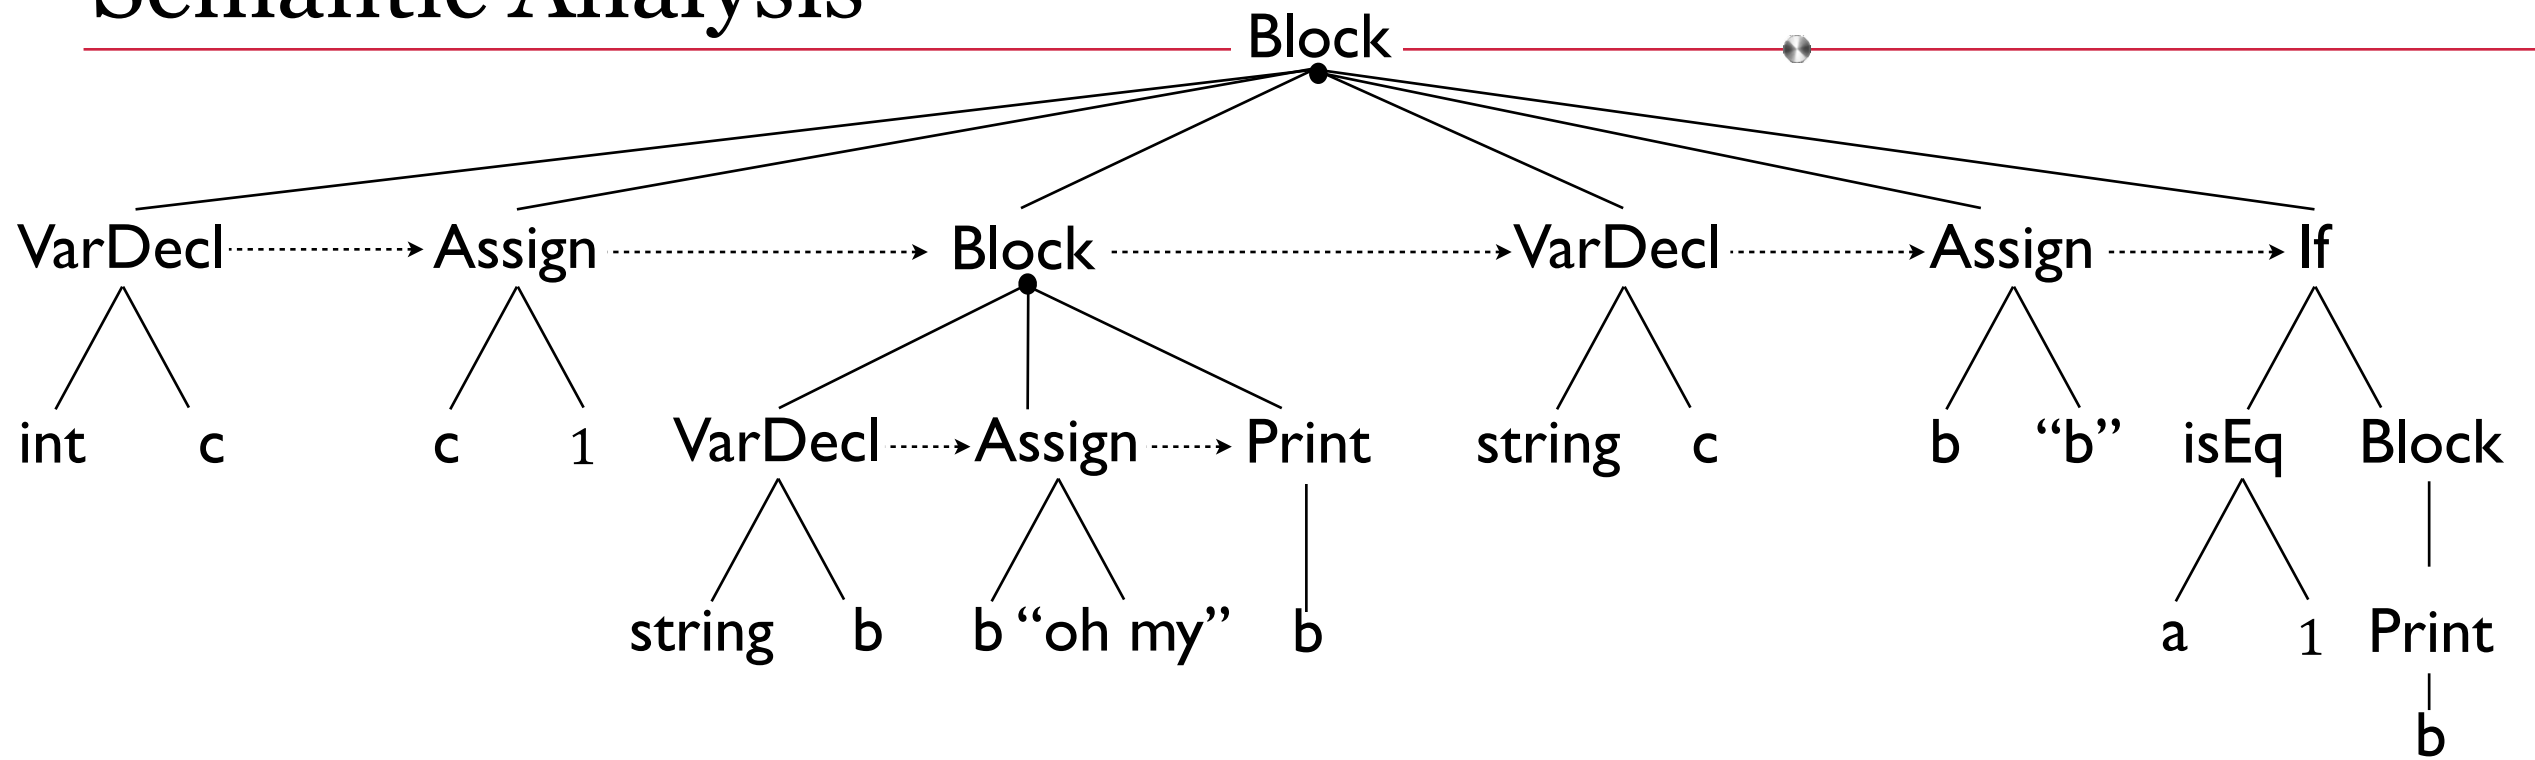 Semantic Analysis
Block
VarDecl Assign Block VarDecl Assign If
int c c 1 VarDecl Assign Print string c b “b” isEq Block
string b b “oh my” b a 1 Print
b